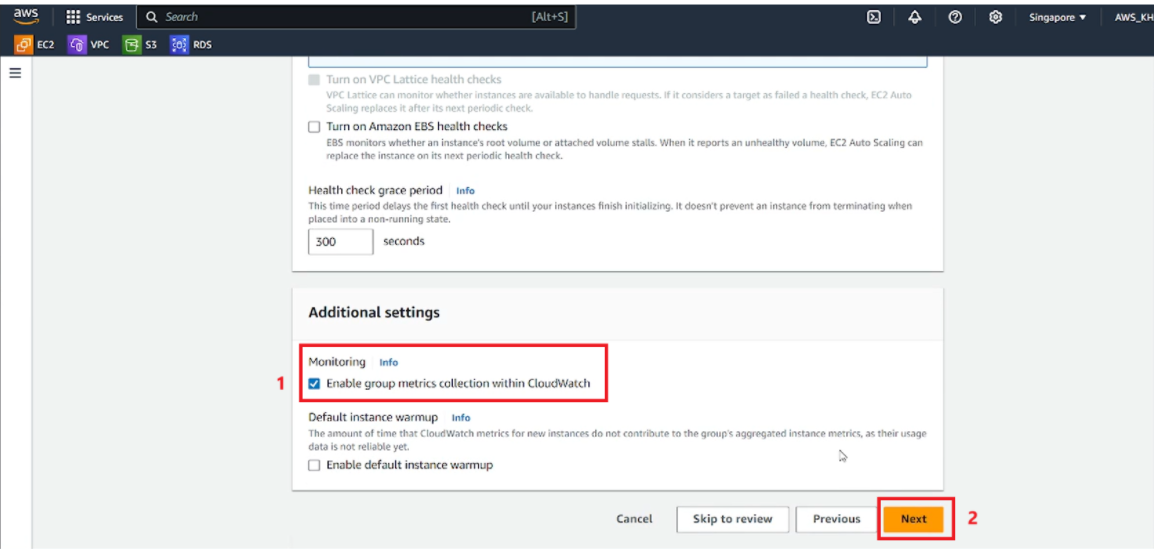 aws
Services
Search
[Alt+S]
Singapore
AWS_KH
EC2
VPC
S3
RDS
Turn on VPC Lattice health checks
VPC Lattice can monitor whether instances are available to handle requests. If it considers a target as failed a health check, EC2 Auto
Scaling replaces it after its next periodic check.
Turn on Amazon EBS health checks
EBS monitors whether an instance's root volume or attached volume stalls. When it reports an unhealthy volume, EC2 Auto Scaling can
replace the instance on its next periodic health check.
Health check grace period Info
This time period delays the first health check until your instances finish initializing. It doesn't prevent an instance from terminating when
placed into a non-running state.
300 seconds
Additional settings
Monitoring Info
1
Enable group metrics collection within CloudWatch
Default instance warmup Info
The amount of time that CloudWatch metrics for new instances do not contribute to the group's aggregated instance metrics, as their usage
data is not reliable yet.
Enable default instance warmup
Cancel
Skip to review
Previous
Next
2